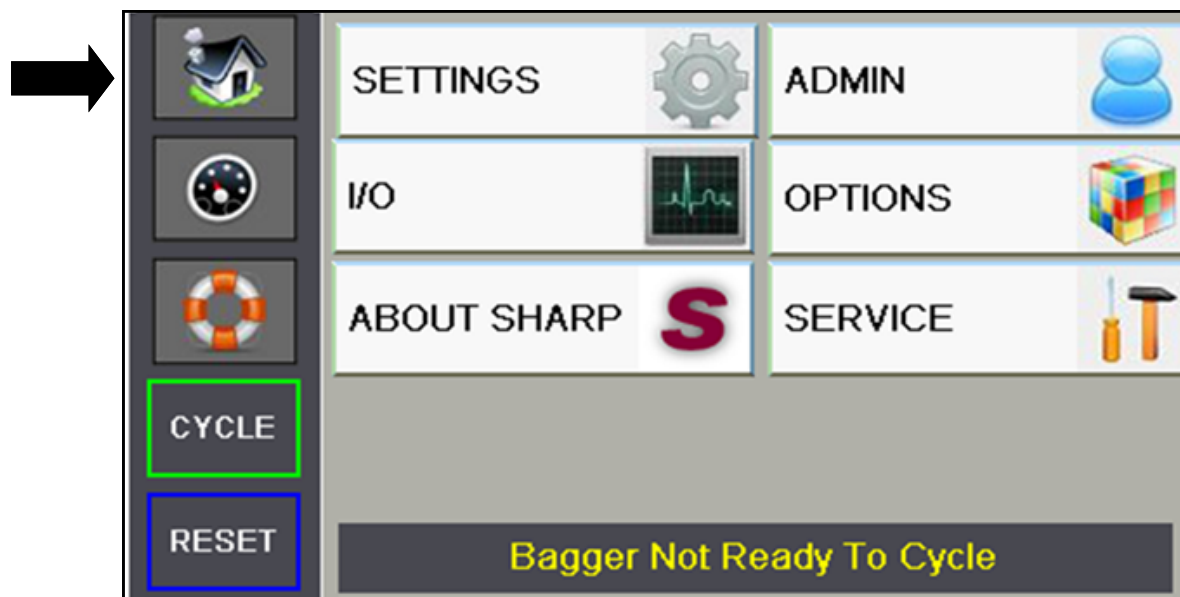 SETTINGS
ADMIN
I/O
OPTIONS
ABOUT SHARP
S
SERVICE
CYCLE
RESET
Bagger Not Ready To Cycle